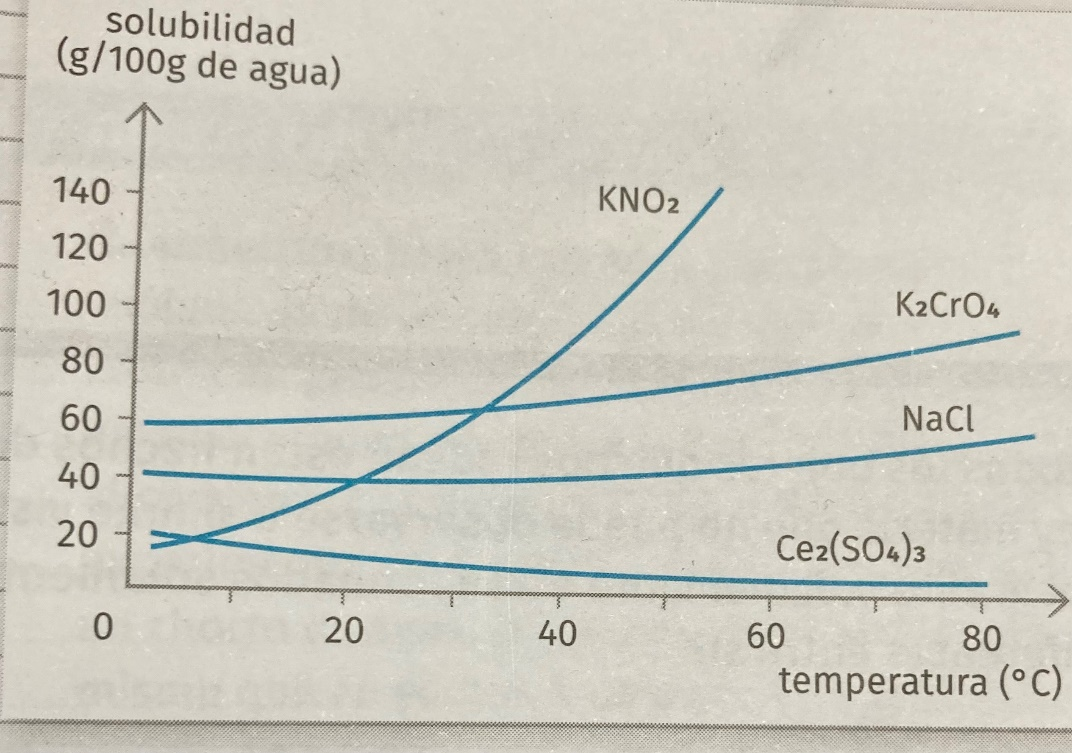 solubilidad
(g/100g de agua)
140
120
100
80
60
40
20
0
KNO₂
K₂CrO₄
NaCl
Ce₂(SO₄)₃
20 40 60 80
temperatura (°C)